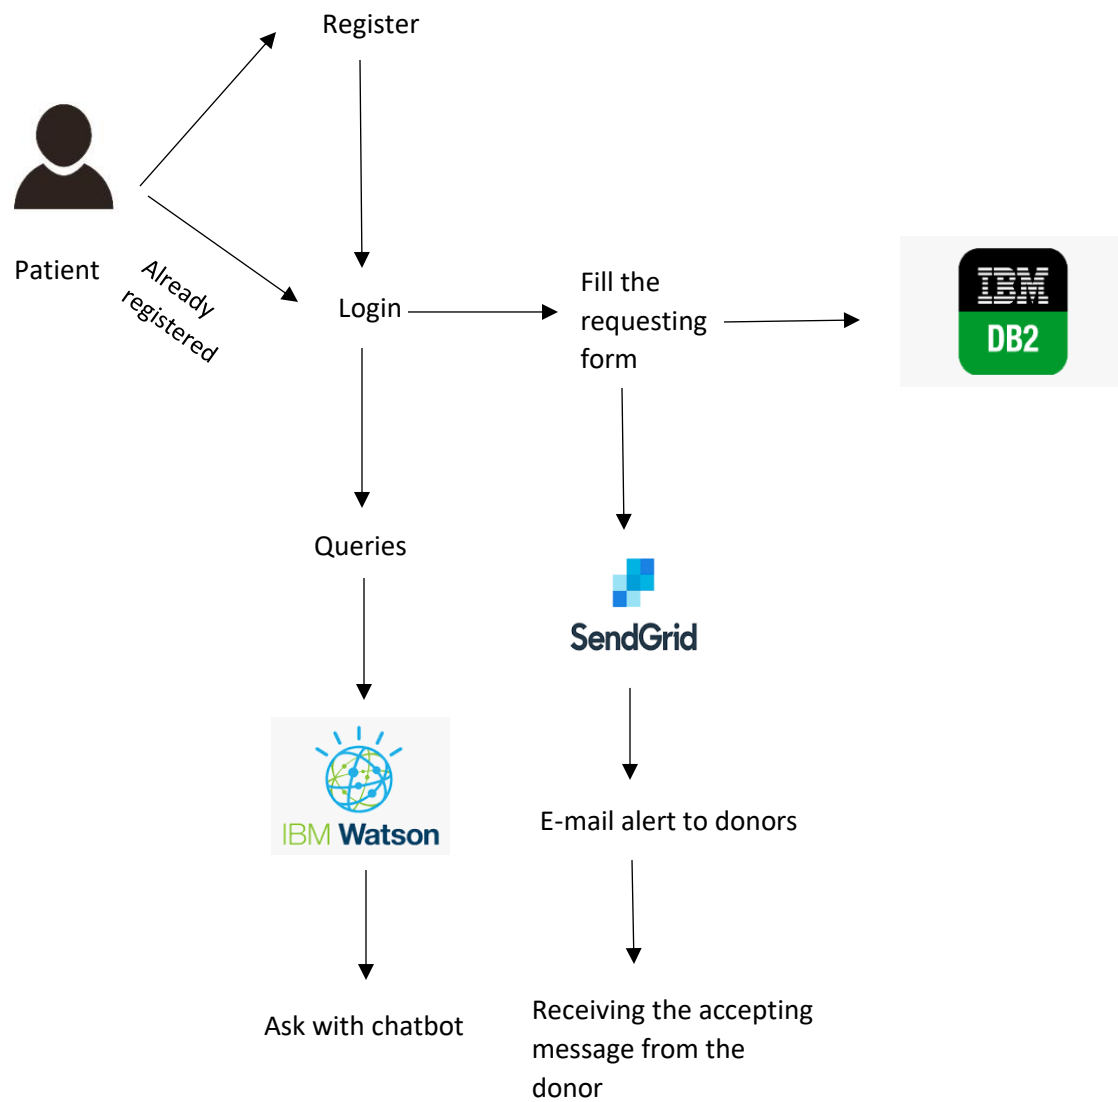 Register
Patient
Already
registered
Login
Fill the
requesting
form
IBM
DB2
Queries
SendGrid
IBM Watson
E-mail alert to donors
Ask with chatbot
Receiving the accepting
message from the
donor